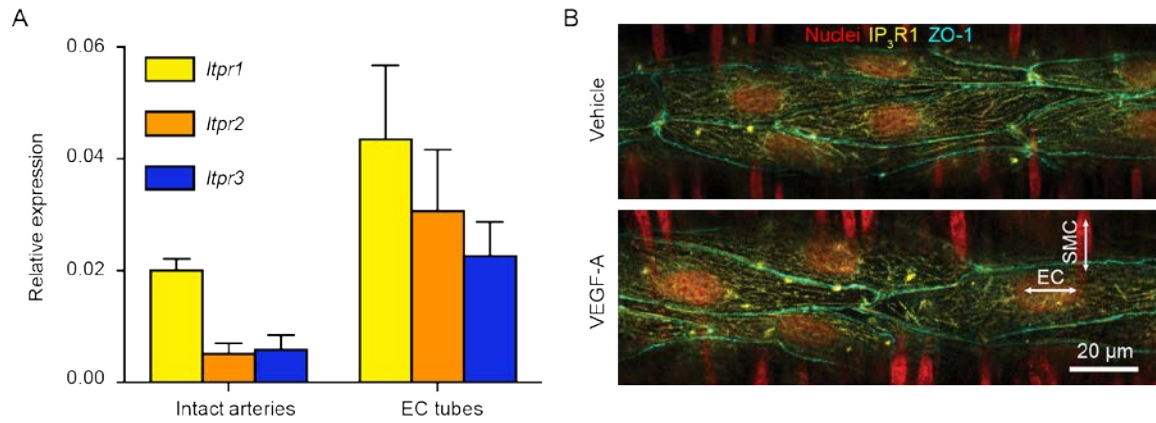 A
Relative expression
0.06
0.04
0.02
0.00
Itpr1
Itpr2
Itpr3
Intact arteries
EC tubes
B
Nuclei IP₃R1 ZO-1
Vehicle
VEGF-A
SMC
EC
20 µm